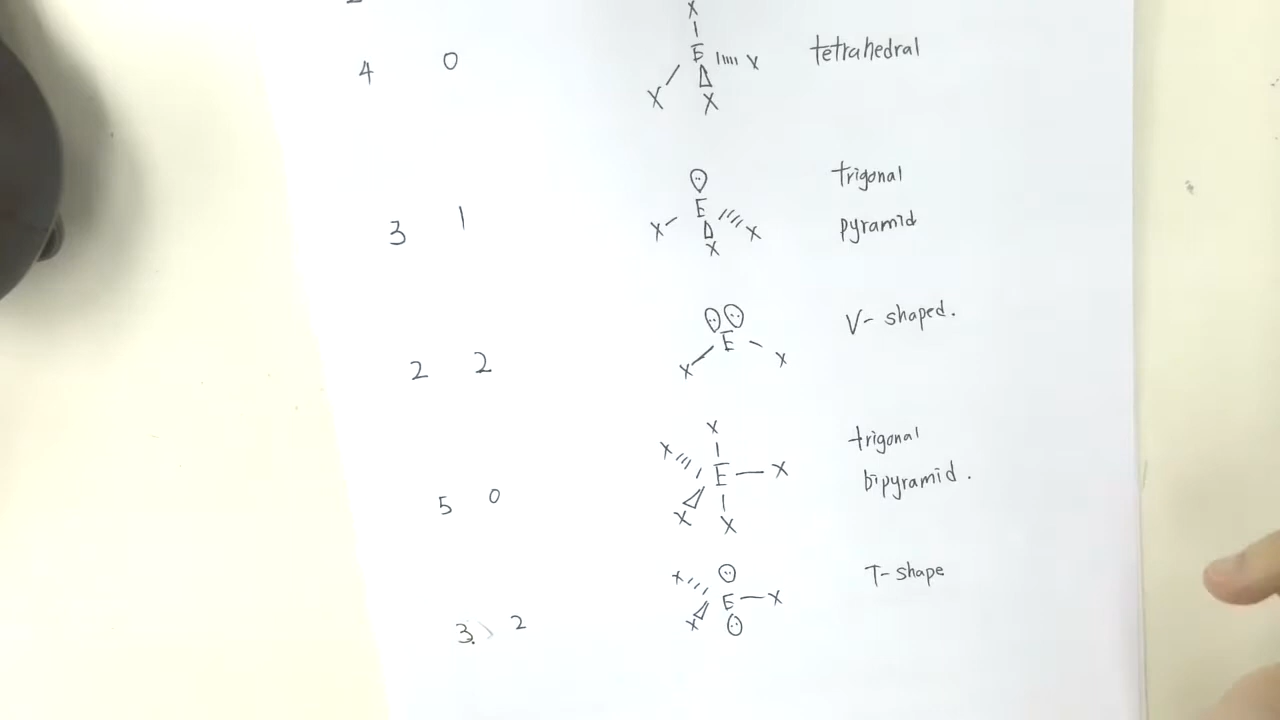 X
4 0 E X tetrahedral
X X
trigonal
3 1 X E X pyramid
X
V- shaped.
2 2 E
X X
X
trigonal
X E X bipyramid.
5 0 X X
T- shape
X E X
3. 2 X